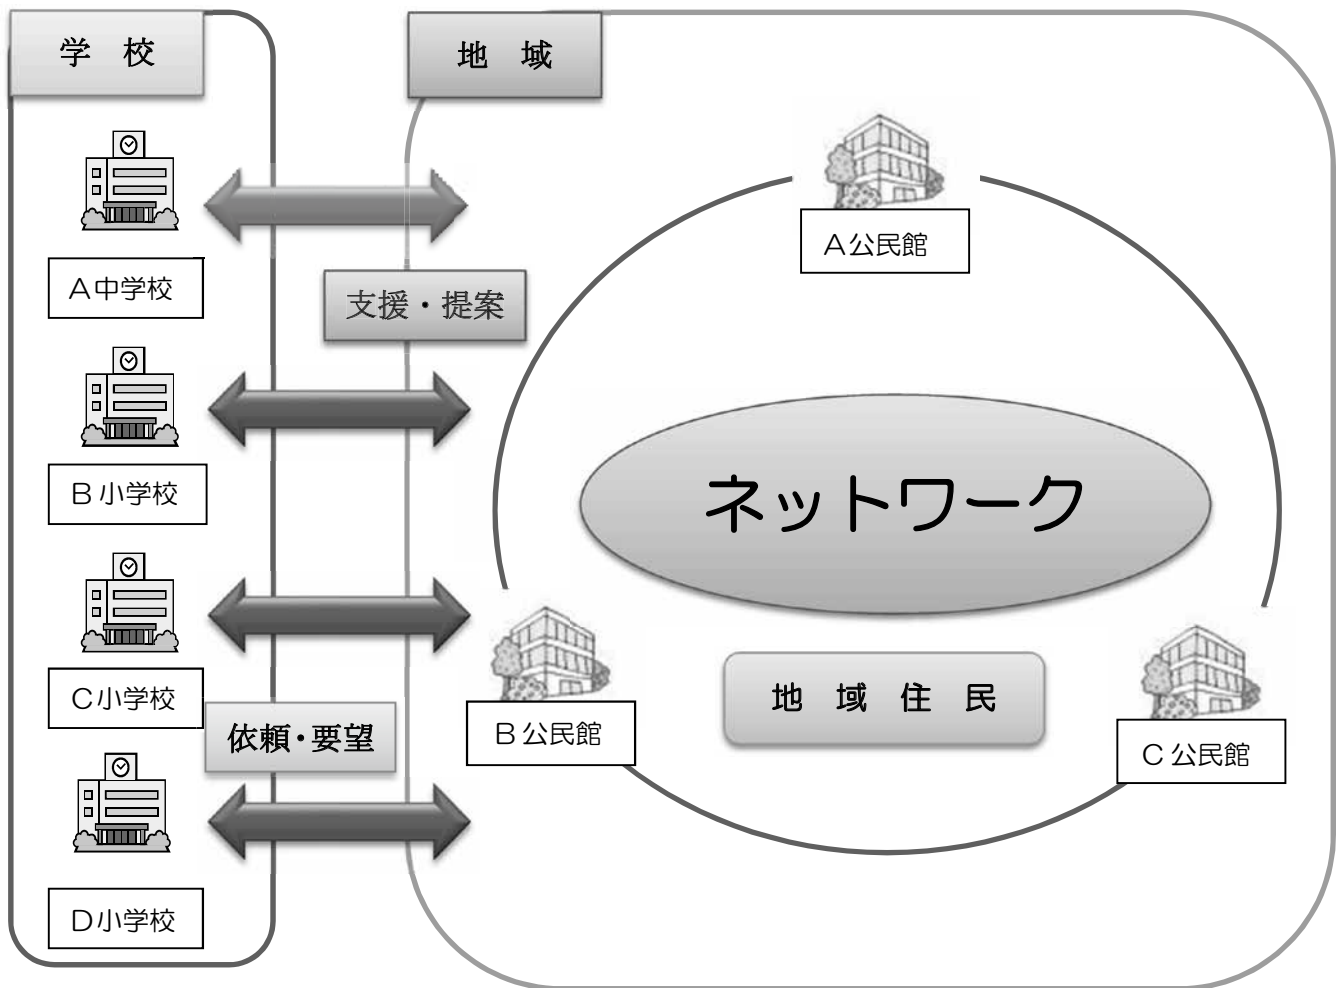 学 校
地 域
A中学校
支援・提案
B小学校
C小学校
依頼・要望
D小学校
A公民館
ネットワーク
B公民館
地 域 住 民
C公民館